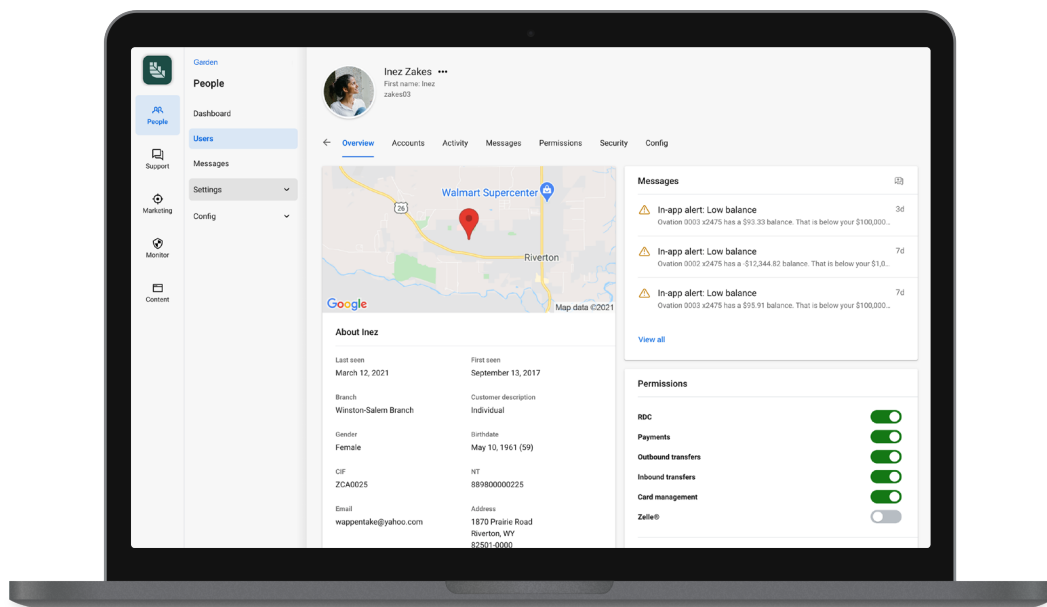 People
Support
Marketing
Monitor
Content
Garden
People
Dashboard
Users
Messages
Settings
Config
Inez Zakes •••
First name: Inez
zakes03
Overview Accounts Activity Messages Permissions Security Config
Walmart Supercenter
26
Riverton
Google
Map data ©2021
About Inez
Last seen First seen
March 12, 2021 September 13, 2017
Branch Customer description
Winston-Salem Branch Individual
Gender Birthdate
Female May 10, 1961 (59)
CIF NT
ZCA0025 889800000225
Email Address
wappentake@yahoo.com 1870 Prairie Road
Riverton, WY
82501-0000
Messages
In-app alert: Low balance 3d
Ovation 0003 x2475 has a $93.33 balance. That is below your $100,000...
In-app alert: Low balance 7d
Ovation 0002 x2475 has a -$12,344.82 balance. That is below your $1,0...
In-app alert: Low balance 7d
Ovation 0003 x2475 has a $95.91 balance. That is below your $100,000...
View all
Permissions
RDC
Payments
Outbound transfers
Inbound transfers
Card management
Zelle®